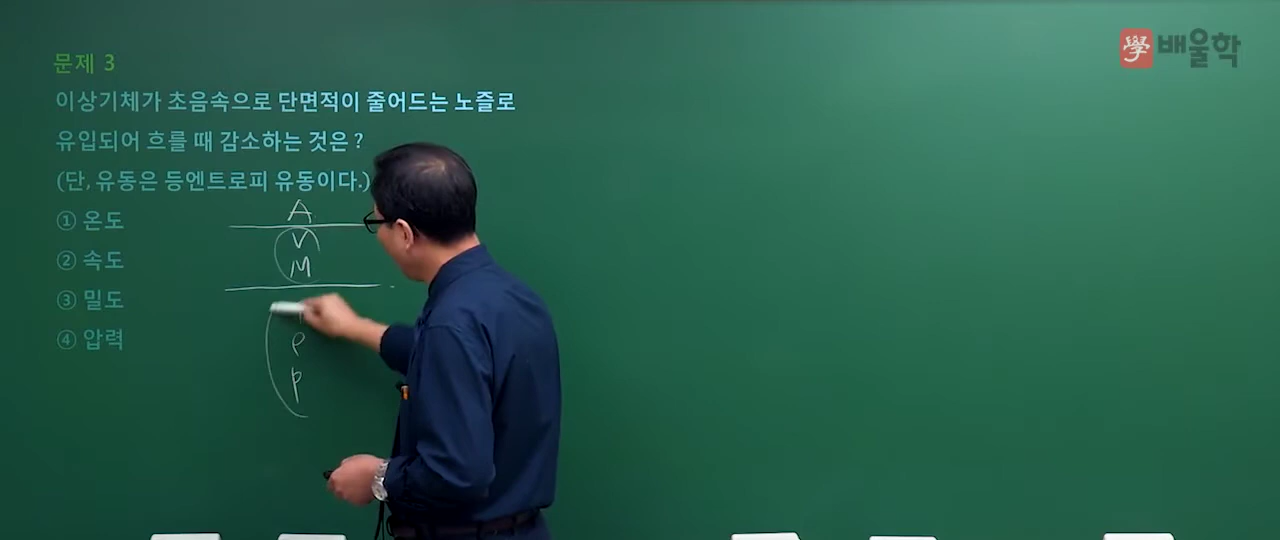 學 배울학
문제 3
이상기체가 초음속으로 단면적이 줄어드는 노즐로
유입되어 흐를 때 감소하는 것은?
(단, 유동은 등엔트로피 유동이다.)
① 온도
② 속도
③ 밀도
④ 압력
A
V
M
ρ
p